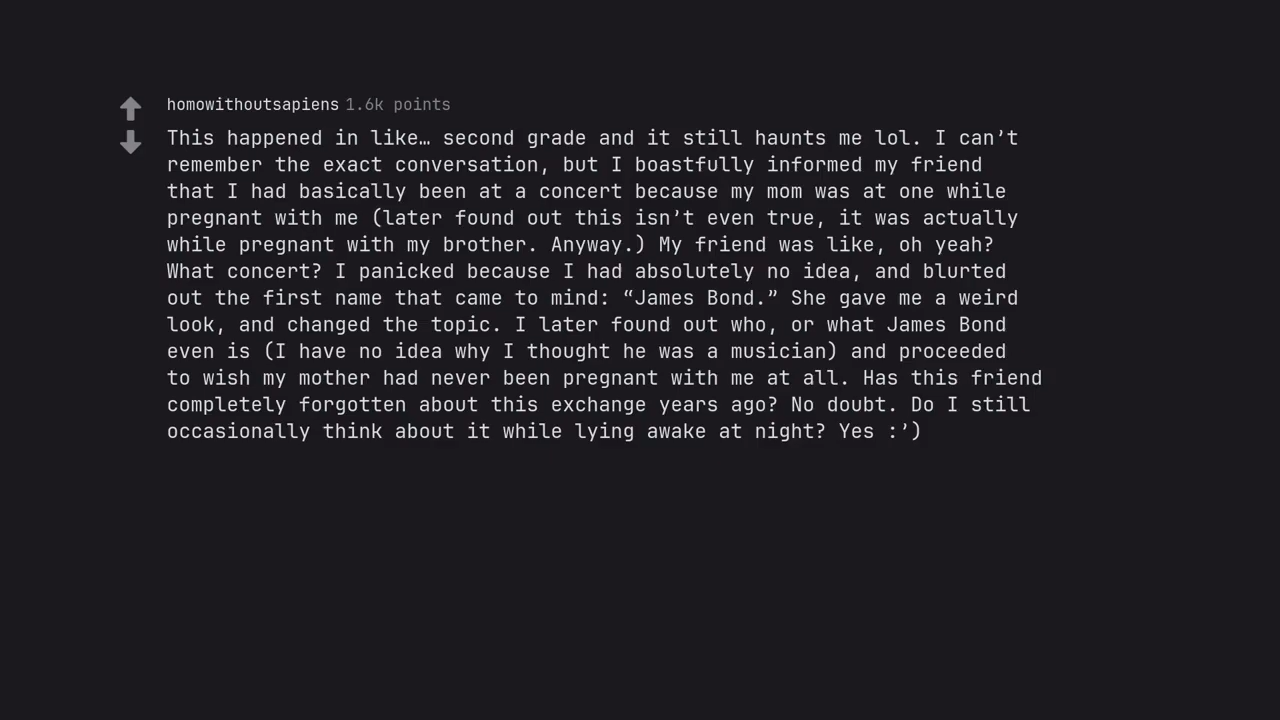 homowithoutsapiens 1.6k points
This happened in like… second grade and it still haunts me lol. I can’t
remember the exact conversation, but I boastfully informed my friend
that I had basically been at a concert because my mom was at one while
pregnant with me (later found out this isn’t even true, it was actually
while pregnant with my brother. Anyway.) My friend was like, oh yeah?
What concert? I panicked because I had absolutely no idea, and blurted
out the first name that came to mind: “James Bond.” She gave me a weird
look, and changed the topic. I later found out who, or what James Bond
even is (I have no idea why I thought he was a musician) and proceeded
to wish my mother had never been pregnant with me at all. Has this friend
completely forgotten about this exchange years ago? No doubt. Do I still
occasionally think about it while lying awake at night? Yes :’)